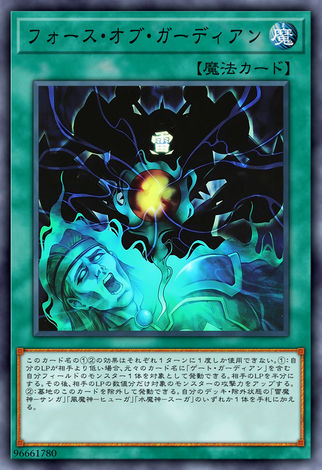 フォース・オブ・ガーディアン
魔
【魔法カード】
雷
このカード名の①②の効果はそれぞれ１ターンに１度しか使用できない。①：自
分のLPが相手より低い場合、元々のカード名に「ゲート・ガーディアン」を含む
自分フィールドのモンスター１体を対象として発動できる。相手のLPを半分に
する。その後、相手のLPの数値分だけ対象のモンスターの攻撃力をアップする。
②：墓地のこのカードを除外して発動できる。自分のデッキ・除外状態の「雷魔
神－サンガ」「風魔神－ヒューガ」「水魔神－スーガ」のいずれか１体を手札に加え
る。
96661780